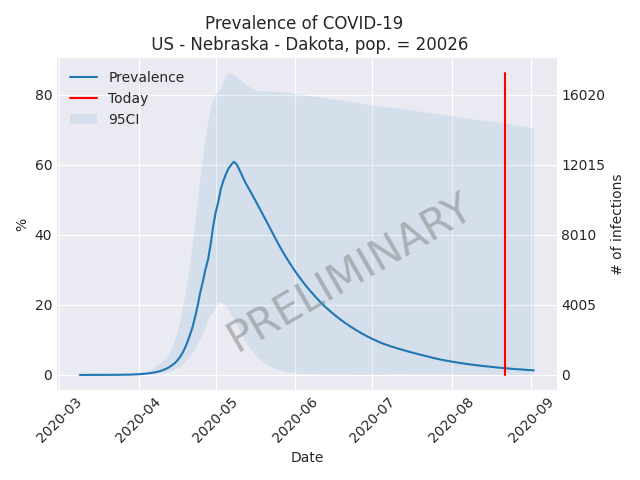 Prevalence of COVID-19
US - Nebraska - Dakota, pop. = 20026
Prevalence
Today
95CI
80
60
40
20
0
%
16020
12015
8010
4005
0
# of infections
PRELIMINARY
2020-03
2020-04
2020-05
2020-06
2020-07
2020-08
2020-09
Date